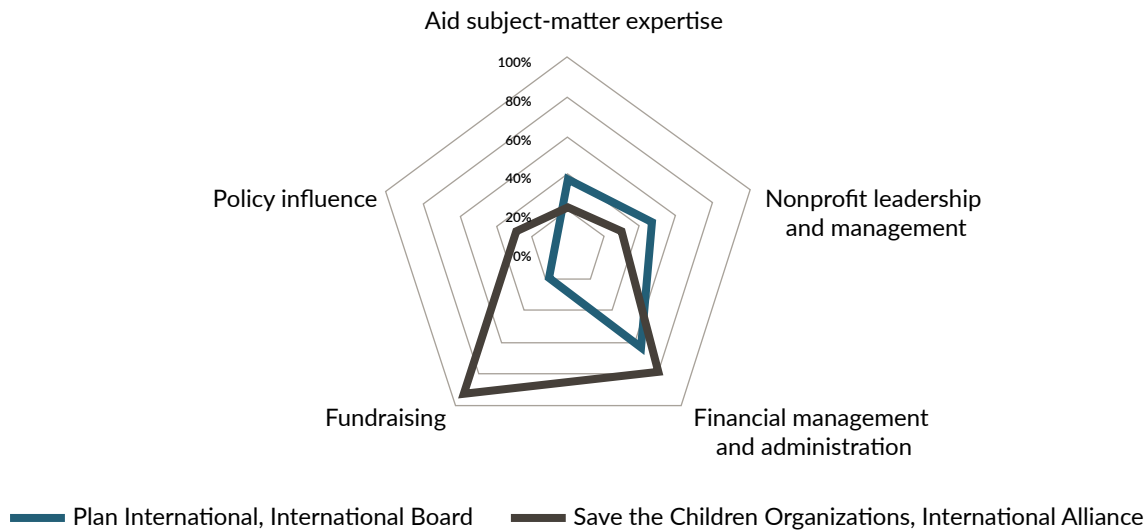 Aid subject-matter expertise
100%
80%
60%
40%
20%
0%
Policy influence
Nonprofit leadership
and management
Fundraising
Financial management
and administration
Plan International, International Board
Save the Children Organizations, International Alliance